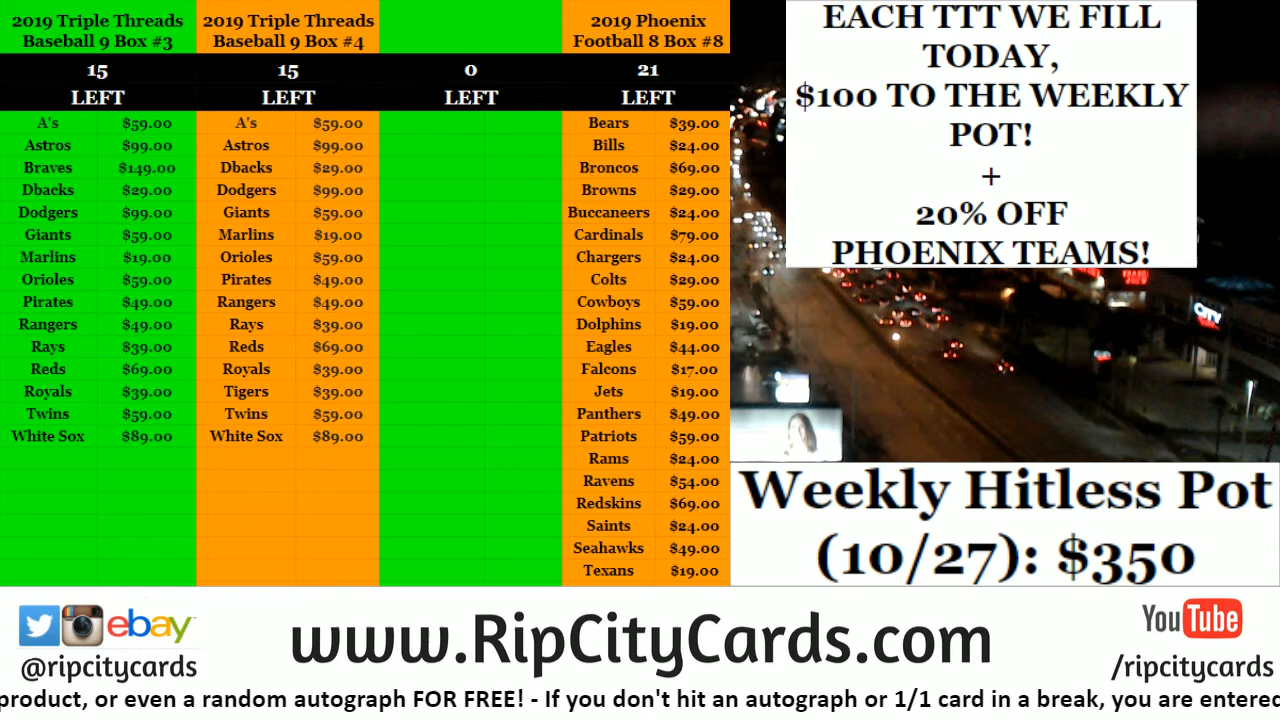 2019 Triple Threads
Baseball 9 Box #3
15
LEFT
A's $59.00
Astros $99.00
Braves $149.00
Dbacks $29.00
Dodgers $99.00
Giants $59.00
Marlins $19.00
Orioles $59.00
Pirates $49.00
Rangers $49.00
Rays $39.00
Reds $69.00
Royals $39.00
Twins $59.00
White Sox $89.00
2019 Triple Threads
Baseball 9 Box #4
15
LEFT
A's $59.00
Astros $99.00
Dbacks $29.00
Dodgers $99.00
Giants $59.00
Marlins $19.00
Orioles $59.00
Pirates $49.00
Rangers $49.00
Rays $39.00
Reds $69.00
Royals $39.00
Tigers $39.00
Twins $59.00
White Sox $89.00
0
LEFT
2019 Phoenix
Football 8 Box #8
21
LEFT
Bears $39.00
Bills $24.00
Broncos $69.00
Browns $29.00
Buccaneers $24.00
Cardinals $79.00
Chargers $24.00
Colts $29.00
Cowboys $59.00
Dolphins $19.00
Eagles $44.00
Falcons $17.00
Jets $19.00
Panthers $49.00
Patriots $59.00
Rams $24.00
Ravens $54.00
Redskins $69.00
Saints $24.00
Seahawks $49.00
Texans $19.00
EACH TTT WE FILL
TODAY,
$100 TO THE WEEKLY
POT!
+
20% OFF
PHOENIX TEAMS!
CITY
Weekly Hitless Pot
(10/27): $350
ebay
@ripcitycards
www.RipCityCards.com
YouTube
/ripcitycards
product, or even a random autograph FOR FREE! - If you don't hit an autograph or 1/1 card in a break, you are entered